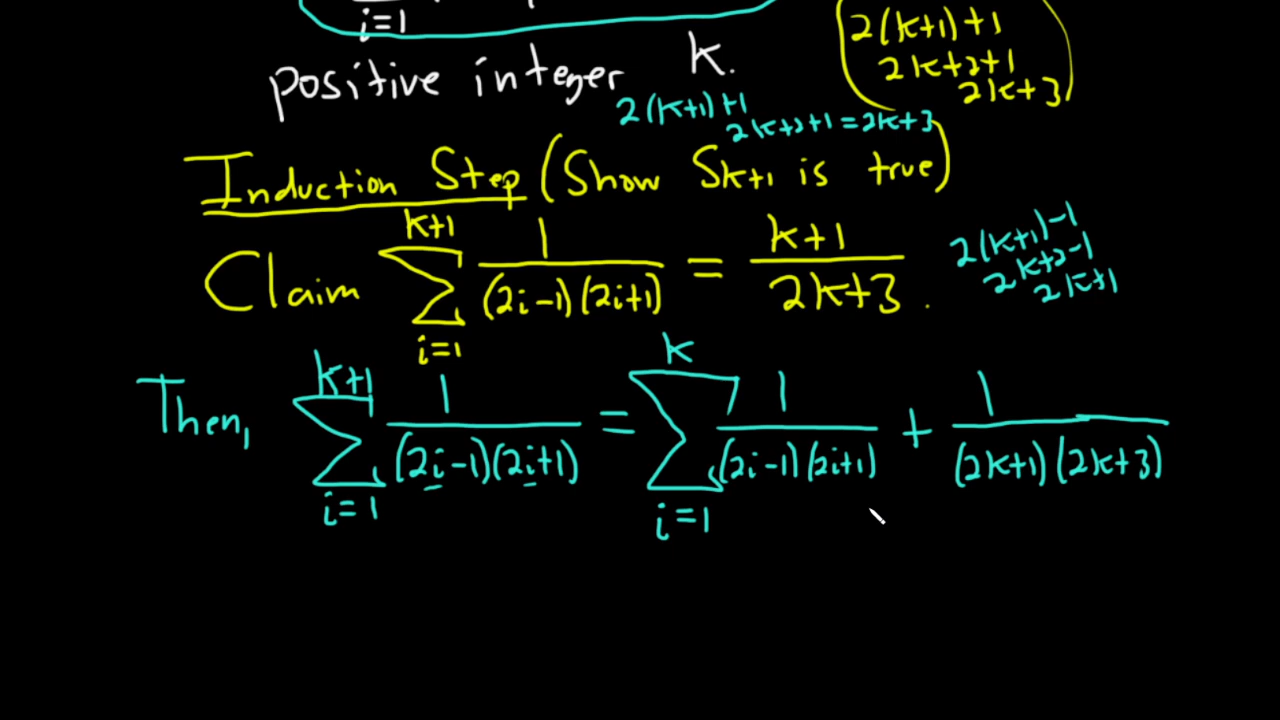 i=1
positive integer k.
2(k+1)+1
2k+2+1
2k+3
2(k+1)+1
2k+2+1=2k+3
Induction Step (Show Sk+1 is true)
Claim k+1 ∑ i=1 1/((2i-1)(2i+1)) = (k+1)/(2k+3).
2(k+1)-1
2k+2-1
2k+1
Then, k+1 ∑ i=1 1/((2i-1)(2i+1)) = k ∑ i=1 1/((2i-1)(2i+1)) + 1/((2k+1)(2k+3))